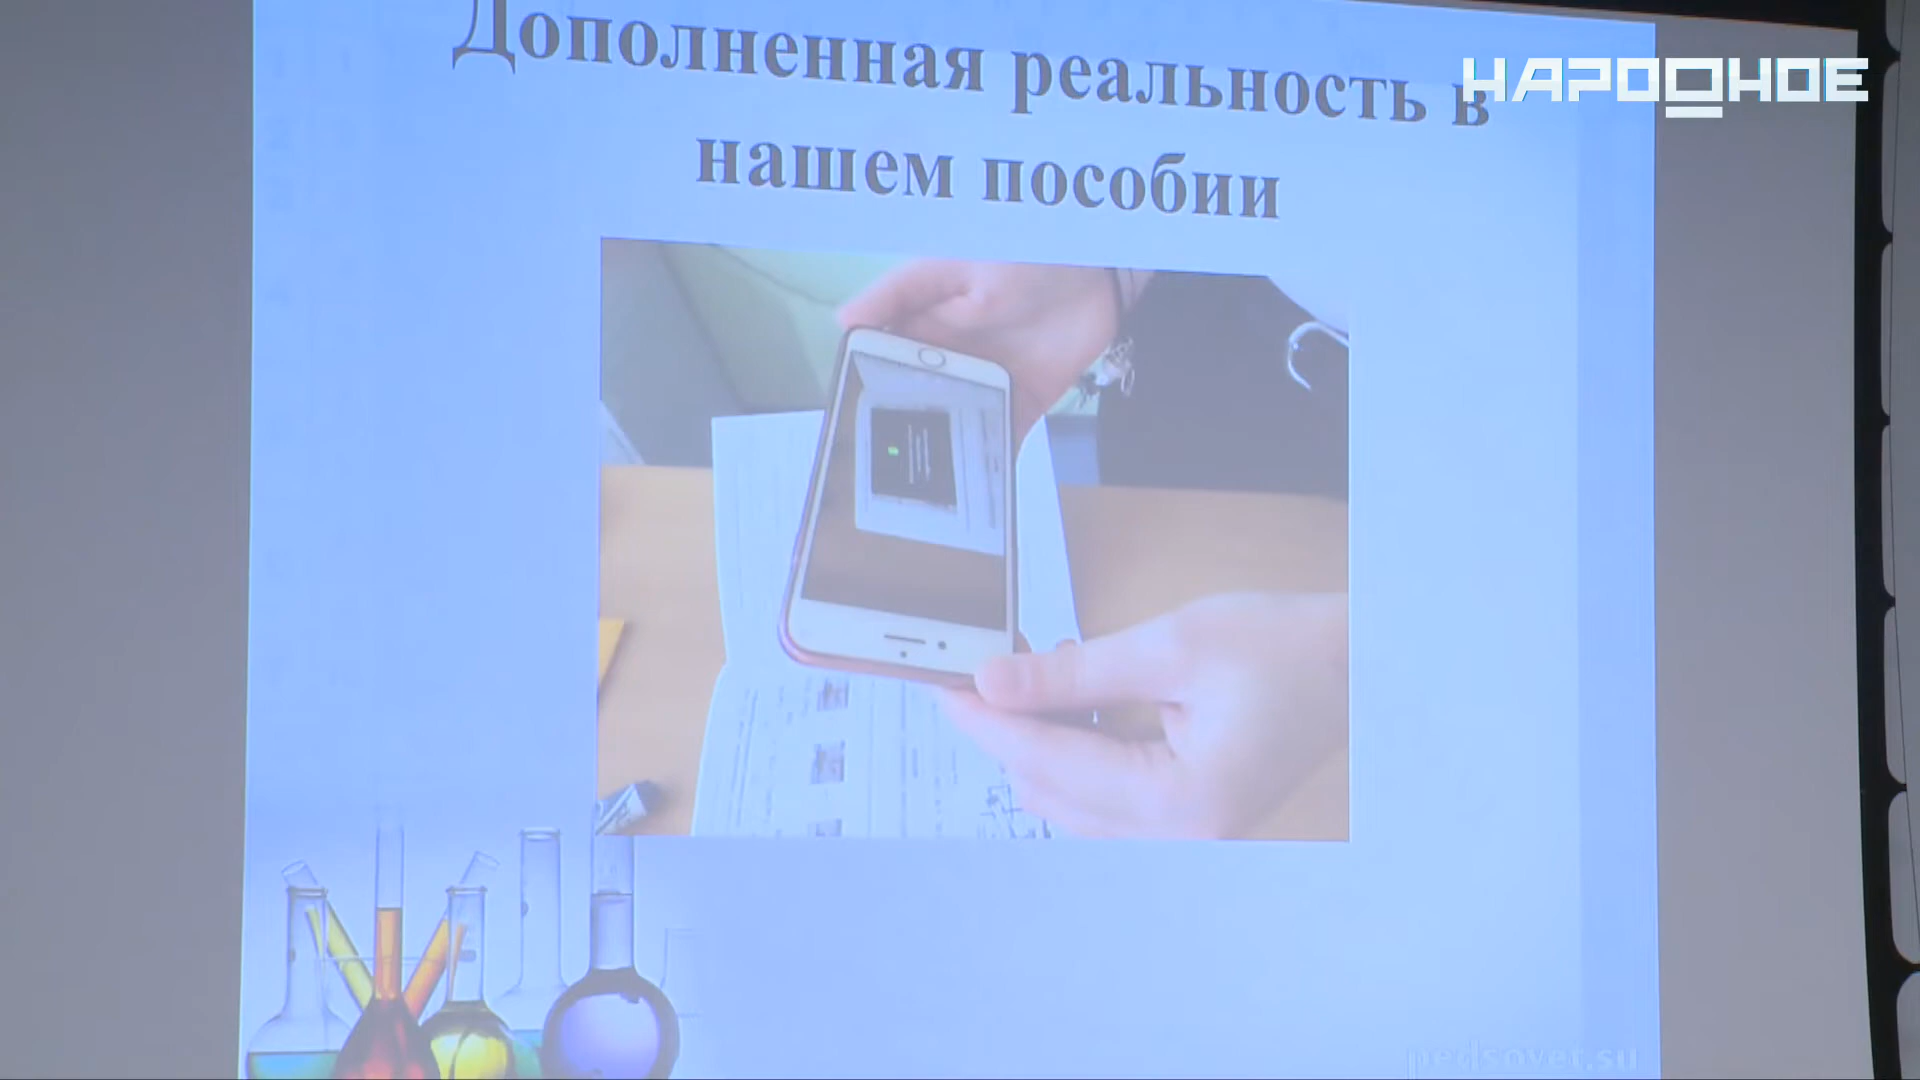 Дополненная реальность в
НАРОДНОЕ
нашем пособии
pedsovet.su